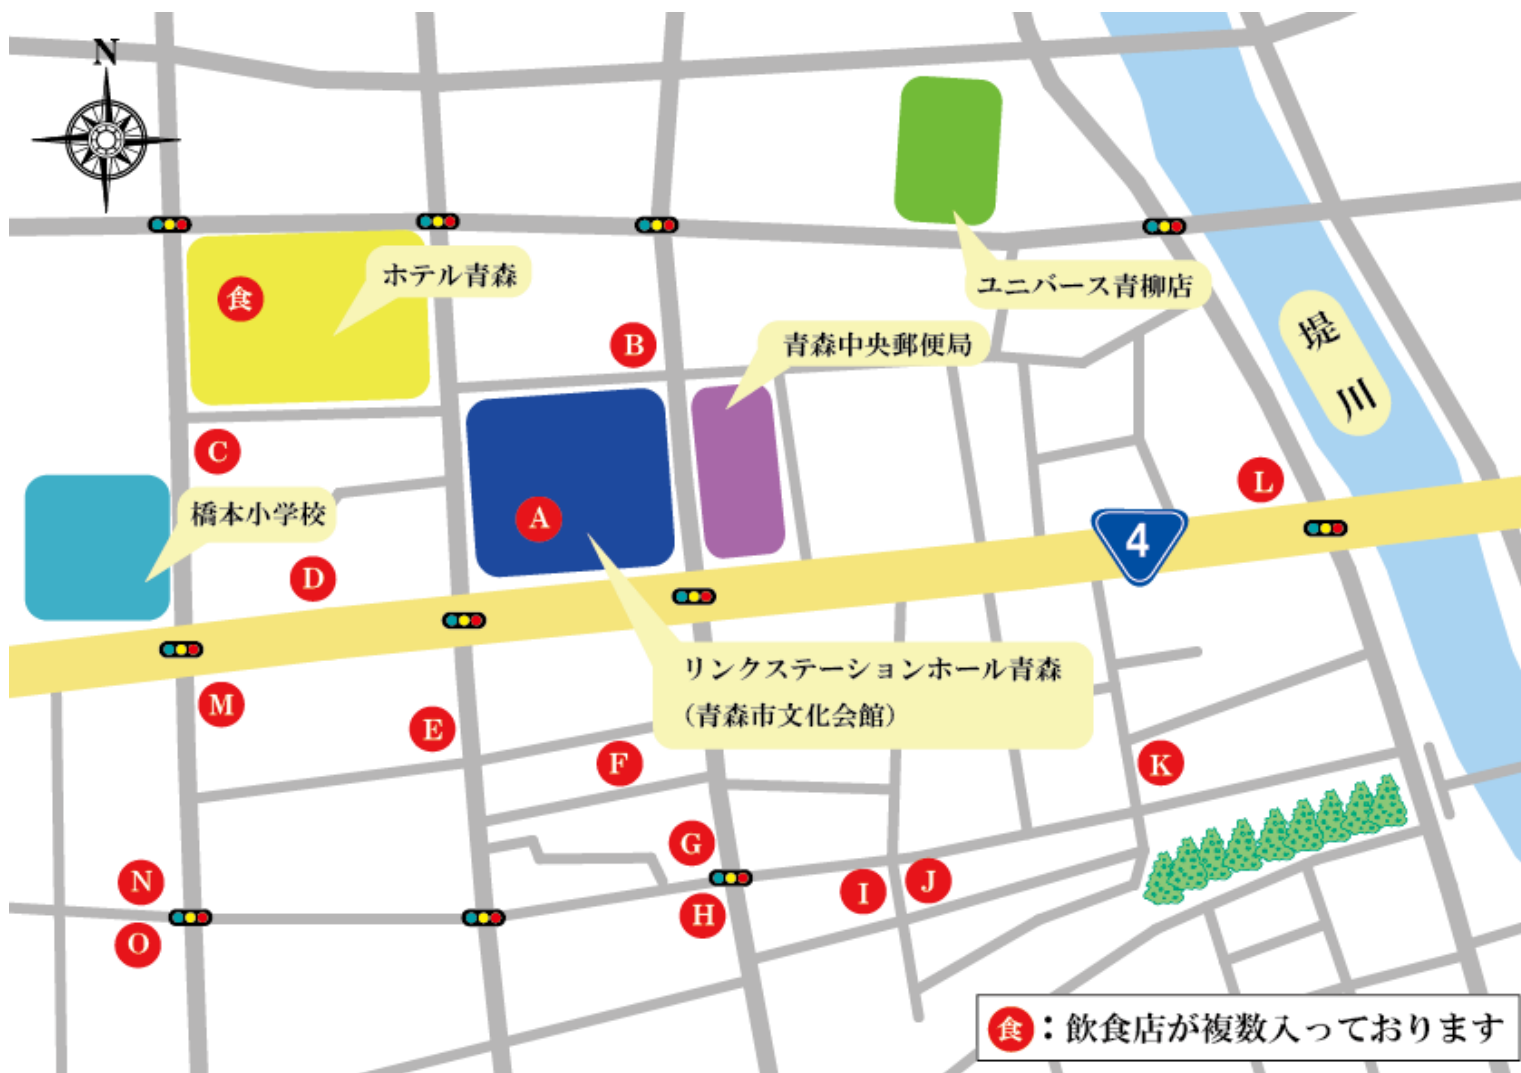 N
食
ホテル青森
ユニバース青柳店
堤
川
B
青森中央郵便局
C
L
橋本小学校
A
4
D
リンクステーションホール青森
（青森市文化会館）
M
E
F
K
G
N
I
J
H
O
食：飲食店が複数入っております